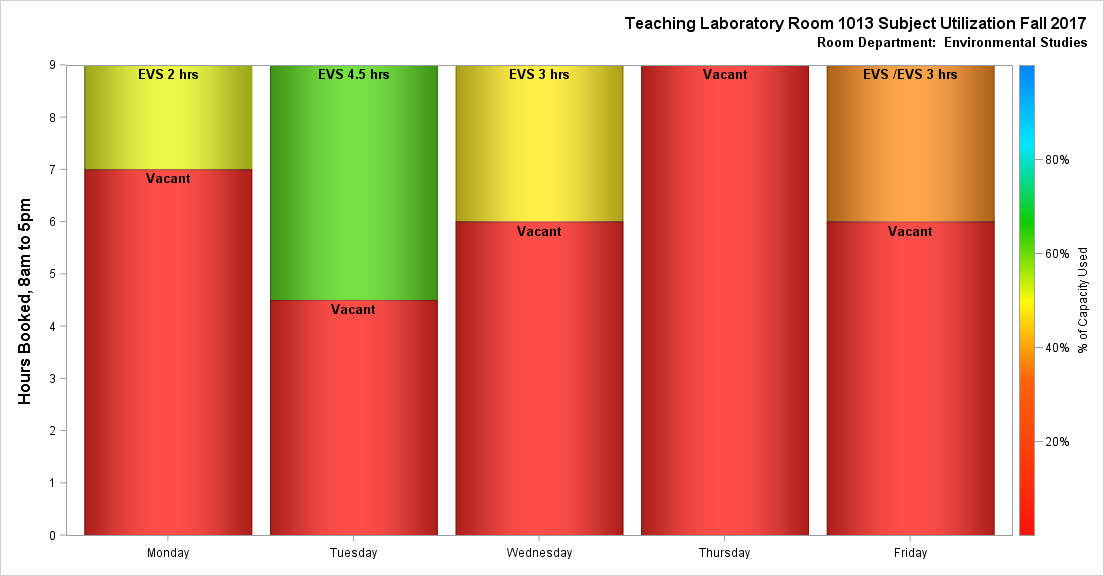 Teaching Laboratory Room 1013 Subject Utilization Fall 2017
Room Department:  Environmental Studies
Hours Booked, 8am to 5pm
9
8
7
6
5
4
3
2
1
0
EVS 2 hrs
Vacant
EVS 4.5 hrs
Vacant
EVS 3 hrs
Vacant
Vacant
EVS /EVS 3 hrs
Vacant
Monday
Tuesday
Wednesday
Thursday
Friday
80%
60%
40%
20%
% of Capacity Used